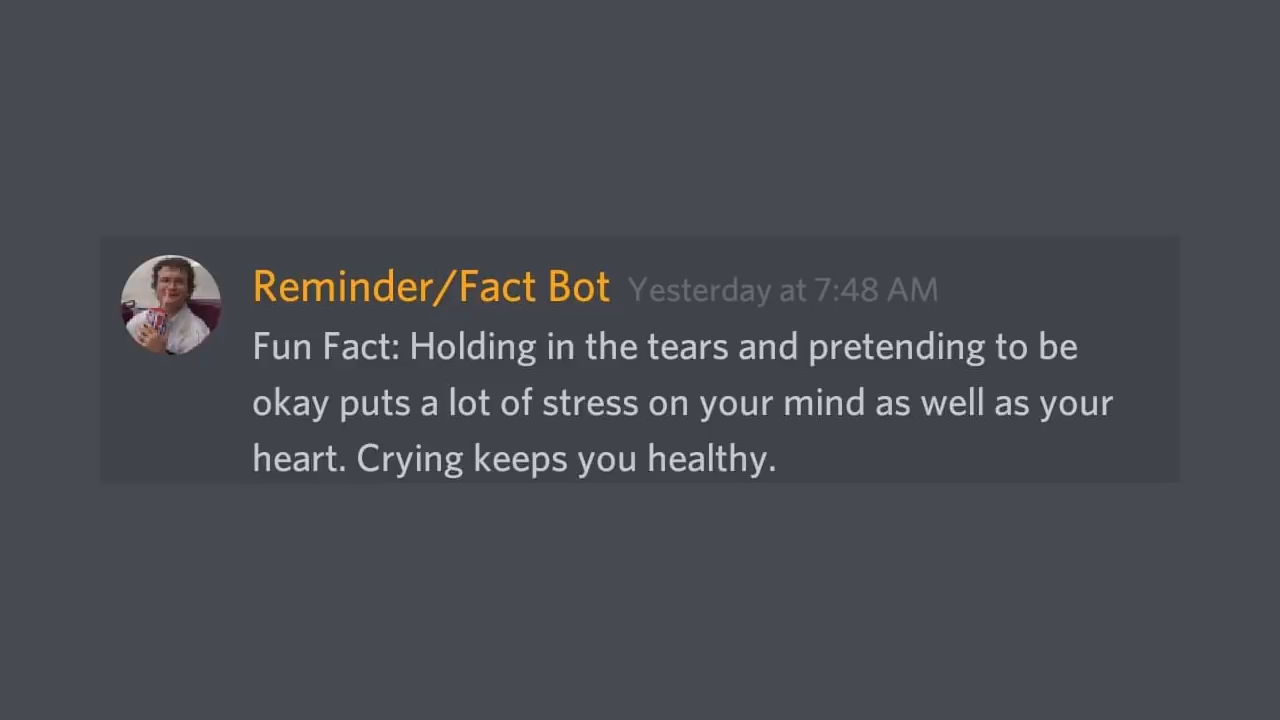 Reminder/Fact Bot Yesterday at 7:48 AM
Fun Fact: Holding in the tears and pretending to be
okay puts a lot of stress on your mind as well as your
heart. Crying keeps you healthy.